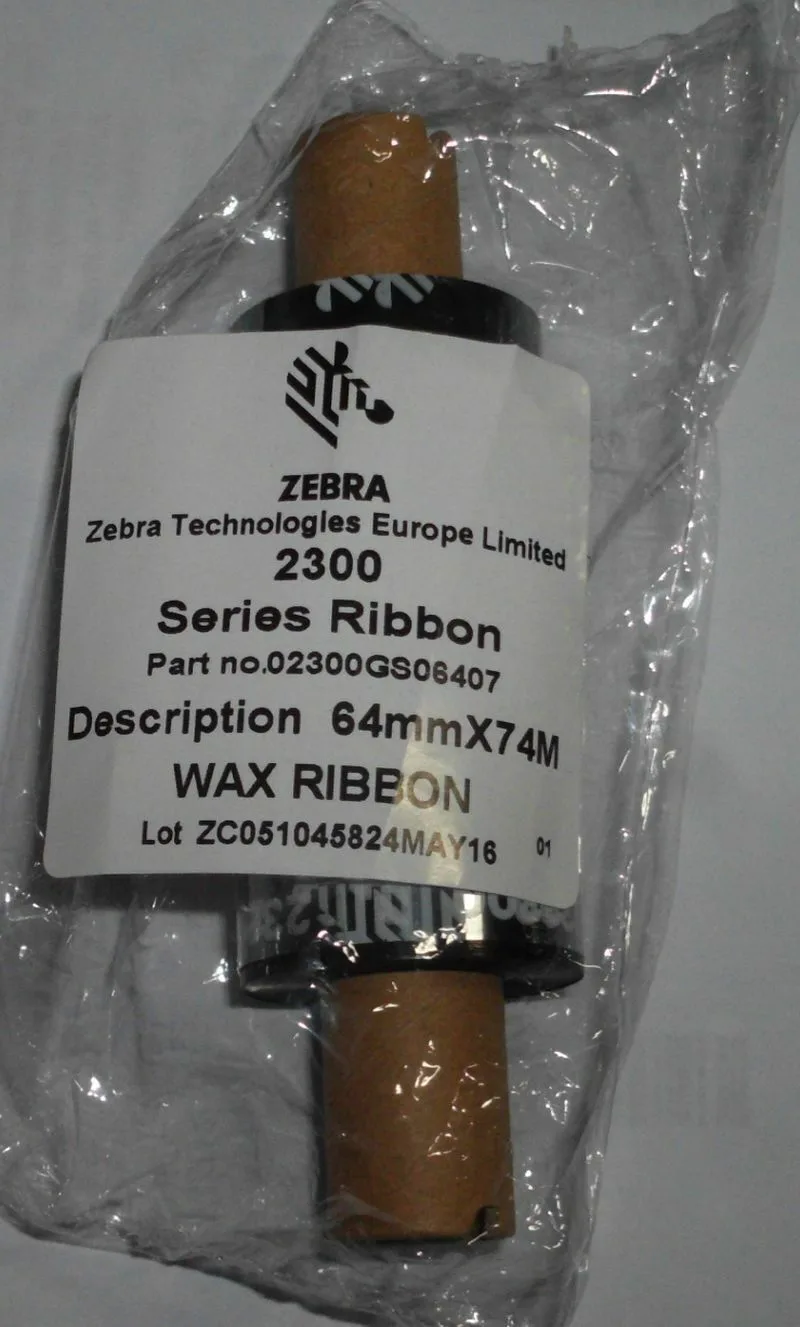 ZEBRA
Zebra Technologies Europe Limited
2300
Series Ribbon
Part no.02300GS06407
Description 64mmX74M
WAX RIBBON
Lot ZC051045824MAY16 01